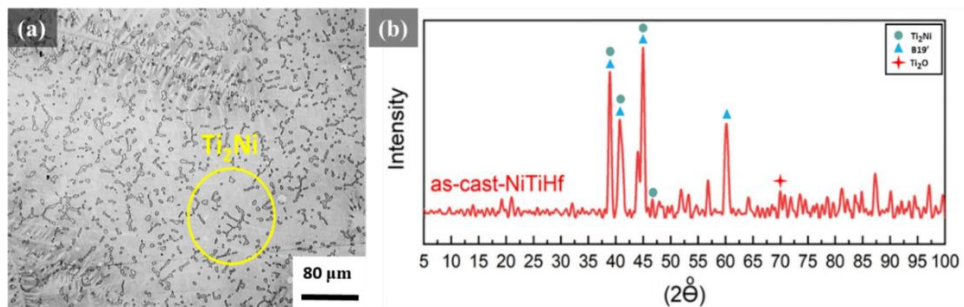 (a)
Ti₂Ni
80 µm
(b)
Intensity
as-cast-NiTiHf
Ti₂Ni
B19′
Ti₂O
5 10 15 20 25 30 35 40 45 50 55 60 65 70 75 80 85 90 95 100
(2Ө̊)